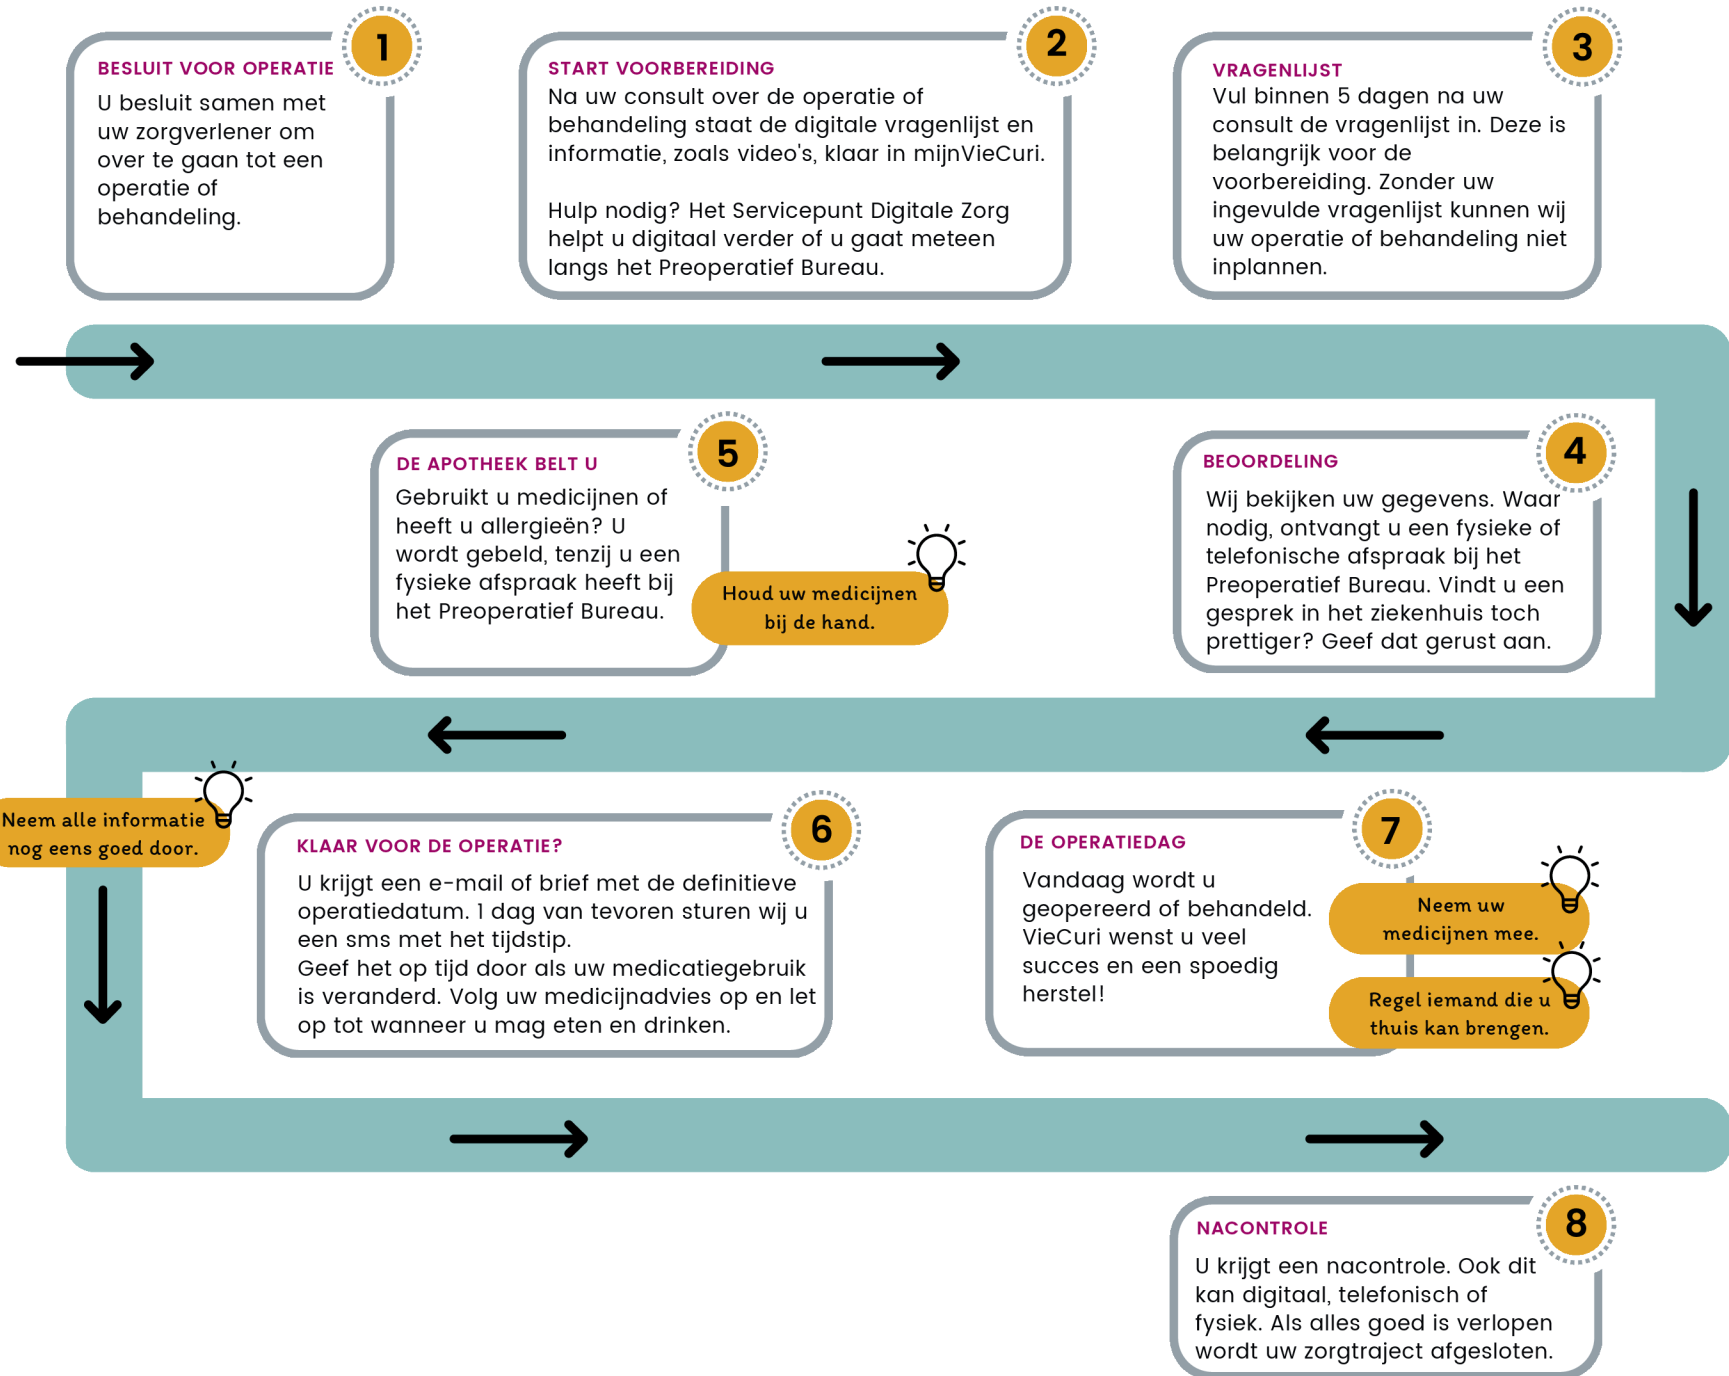 1
BESLUIT VOOR OPERATIE
U besluit samen met
uw zorgverlener om
over te gaan tot een
operatie of
behandeling.
2
START VOORBEREIDING
Na uw consult over de operatie of
behandeling staat de digitale vragenlijst en
informatie, zoals video's, klaar in mijnVieCuri.
Hulp nodig? Het Servicepunt Digitale Zorg
helpt u digitaal verder of u gaat meteen
langs het Preoperatief Bureau.
3
VRAGENLIJST
Vul binnen 5 dagen na uw
consult de vragenlijst in. Deze is
belangrijk voor de
voorbereiding. Zonder uw
ingevulde vragenlijst kunnen wij
uw operatie of behandeling niet
inplannen.
4
BEOORDELING
Wij bekijken uw gegevens. Waar
nodig, ontvangt u een fysieke of
telefonische afspraak bij het
Preoperatief Bureau. Vindt u een
gesprek in het ziekenhuis toch
prettiger? Geef dat gerust aan.
5
DE APOTHEEK BELT U
Gebruikt u medicijnen of
heeft u allergieën? U
wordt gebeld, tenzij u een
fysieke afspraak heeft bij
het Preoperatief Bureau.
Houd uw medicijnen
bij de hand.
Neem alle informatie
nog eens goed door.
6
KLAAR VOOR DE OPERATIE?
U krijgt een e-mail of brief met de definitieve
operatiedatum. 1 dag van tevoren sturen wij u
een sms met het tijdstip.
Geef het op tijd door als uw medicatiegebruik
is veranderd. Volg uw medicijnadvies op en let
op tot wanneer u mag eten en drinken.
7
DE OPERATIEDAG
Vandaag wordt u
geopereerd of behandeld.
VieCuri wenst u veel
succes en een spoedig
herstel!
Neem uw
medicijnen mee.
Regel iemand die u
thuis kan brengen.
8
NACONTROLE
U krijgt een nacontrole. Ook dit
kan digitaal, telefonisch of
fysiek. Als alles goed is verlopen
wordt uw zorgtraject afgesloten.